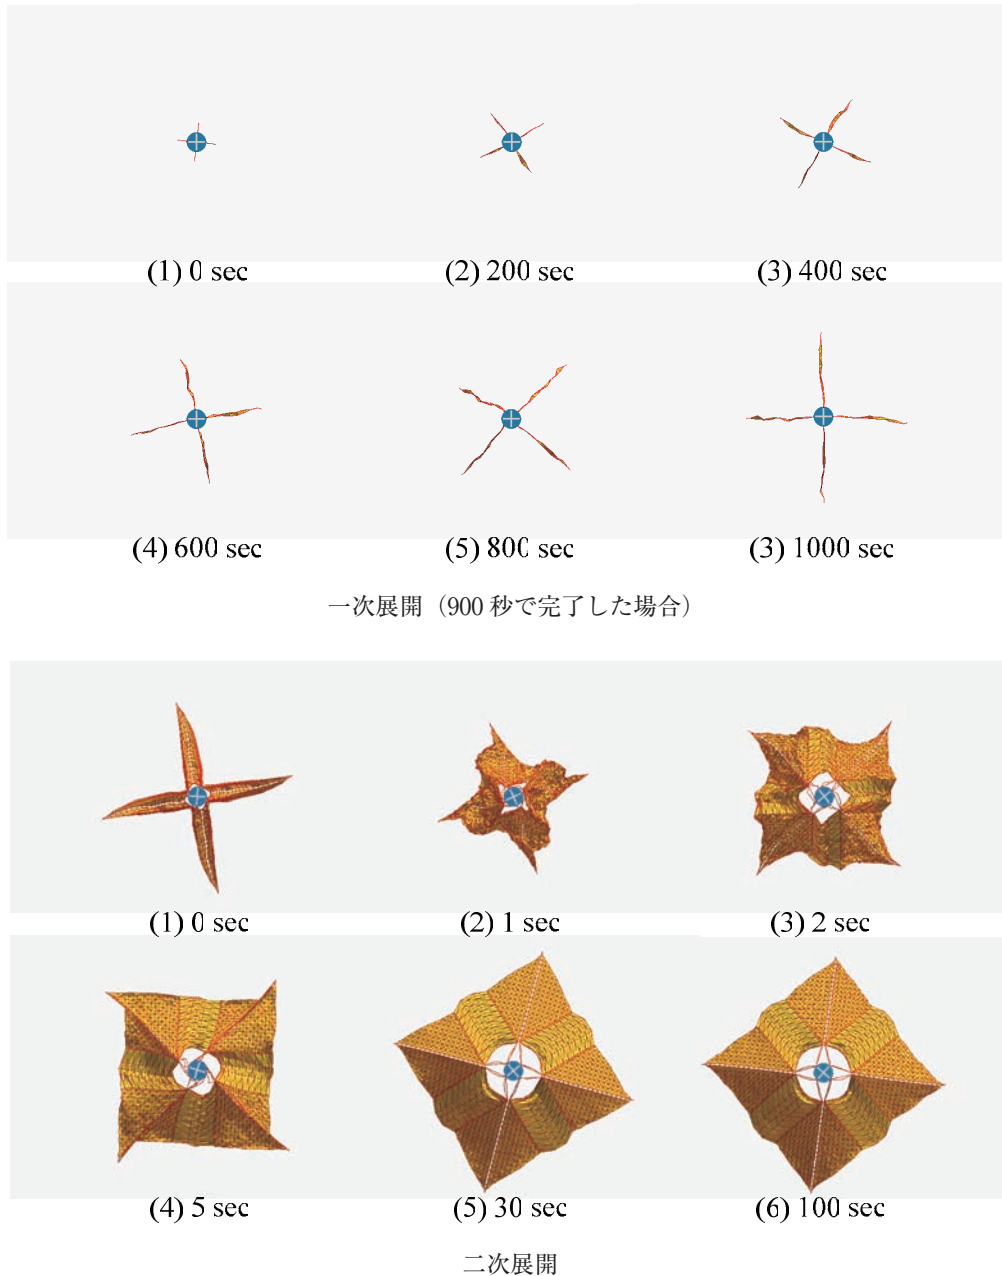 (1) 0 sec (2) 200 sec (3) 400 sec
(4) 600 sec (5) 800 sec (3) 1000 sec
一次展開（900 秒で完了した場合）
(1) 0 sec (2) 1 sec (3) 2 sec
(4) 5 sec (5) 30 sec (6) 100 sec
二次展開